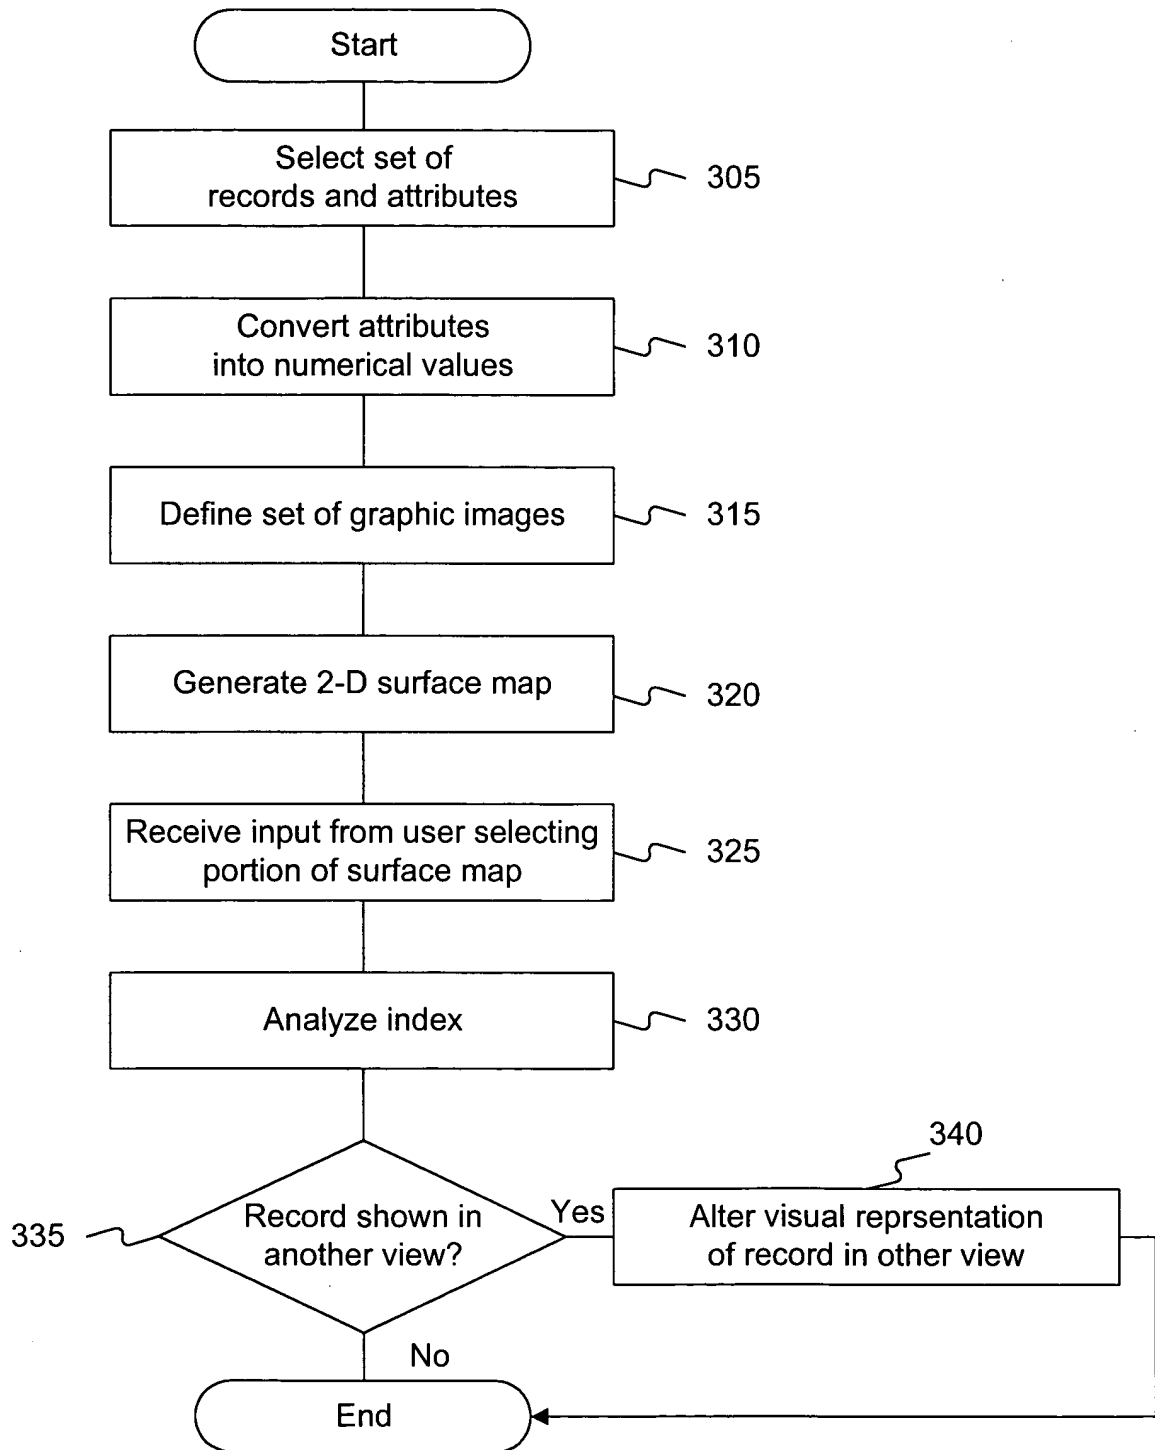 Start
Select set of
records and attributes
305
Convert attributes
into numerical values
310
Define set of graphic images
315
Generate 2-D surface map
320
Receive input from user selecting
portion of surface map
325
Analyze index
330
340
335
Record shown in
another view?
Yes
Alter visual reprsentation
of record in other view
No
End